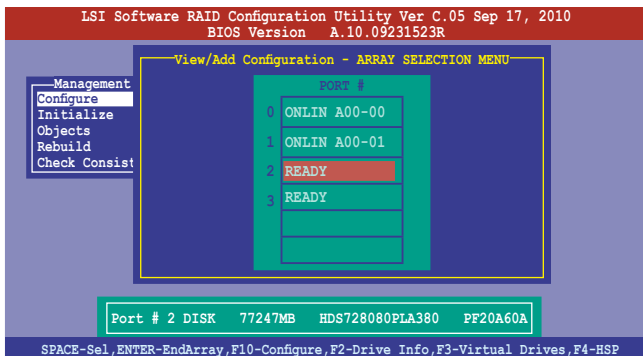 LSI Software RAID Configuration Utility Ver C.05 Sep 17, 2010
BIOS Version A.10.09231523R
View/Add Configuration - ARRAY SELECTION MENU
Management
Configure
Initialize
Objects
Rebuild
Check Consist
PORT #
0 ONLIN A00-00
1 ONLIN A00-01
2 READY
3 READY
Port # 2 DISK 77247MB HDS728080PLA380 PF20A60A
SPACE-Sel,ENTER-EndArray,F10-Configure,F2-Drive Info,F3-Virtual Drives,F4-HSP